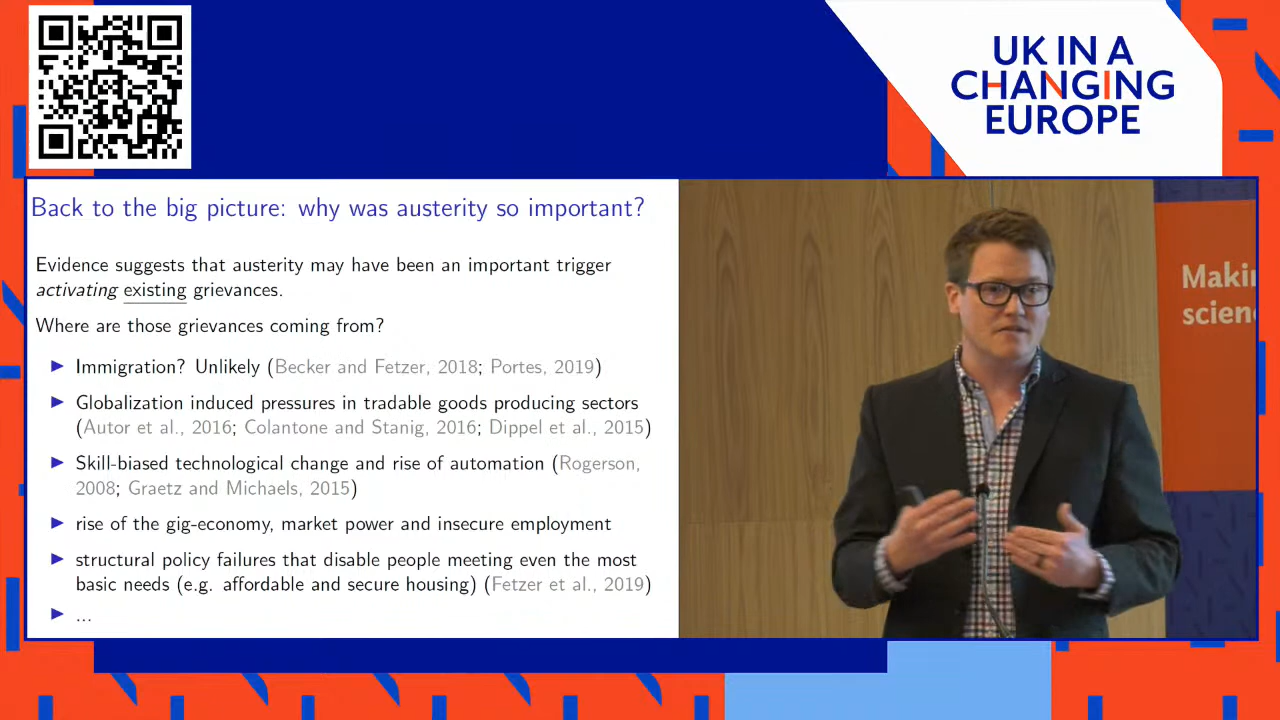 UK IN A
CHANGING
EUROPE
Back to the big picture: why was austerity so important?
Evidence suggests that austerity may have been an important trigger
activating existing grievances.
Where are those grievances coming from?
► Immigration? Unlikely (Becker and Fetzer, 2018; Portes, 2019)
► Globalization induced pressures in tradable goods producing sectors
(Autor et al., 2016; Colantone and Stanig, 2016; Dippel et al., 2015)
► Skill-biased technological change and rise of automation (Rogerson,
2008; Graetz and Michaels, 2015)
► rise of the gig-economy, market power and insecure employment
► structural policy failures that disable people meeting even the most
basic needs (e.g. affordable and secure housing) (Fetzer et al., 2019)
► ...
Makin
scien